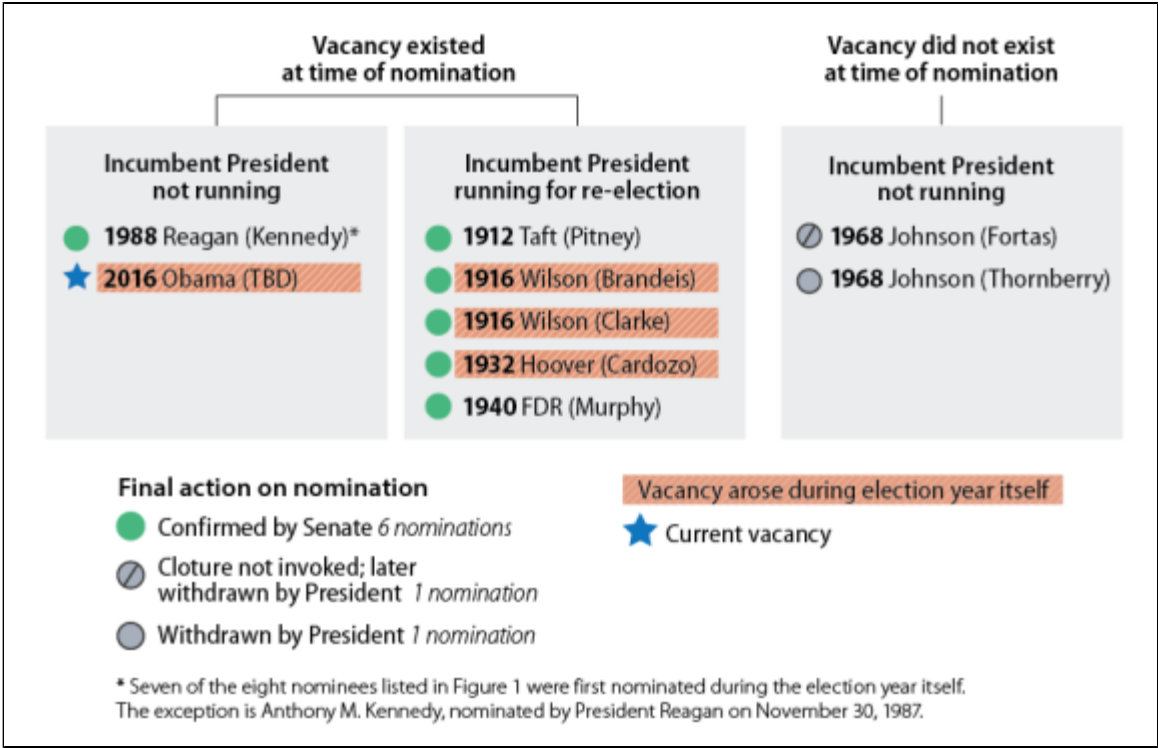 Vacancy existed
at time of nomination
Vacancy did not exist
at time of nomination
Incumbent President
not running
1988 Reagan (Kennedy)*
2016 Obama (TBD)
Incumbent President
running for re-election
1912 Taft (Pitney)
1916 Wilson (Brandeis)
1916 Wilson (Clarke)
1932 Hoover (Cardozo)
1940 FDR (Murphy)
Incumbent President
not running
1968 Johnson (Fortas)
1968 Johnson (Thornberry)
Final action on nomination
Confirmed by Senate 6 nominations
Cloture not invoked; later
withdrawn by President 1 nomination
Withdrawn by President 1 nomination
Vacancy arose during election year itself
Current vacancy
* Seven of the eight nominees listed in Figure 1 were first nominated during the election year itself.
The exception is Anthony M. Kennedy, nominated by President Reagan on November 30, 1987.